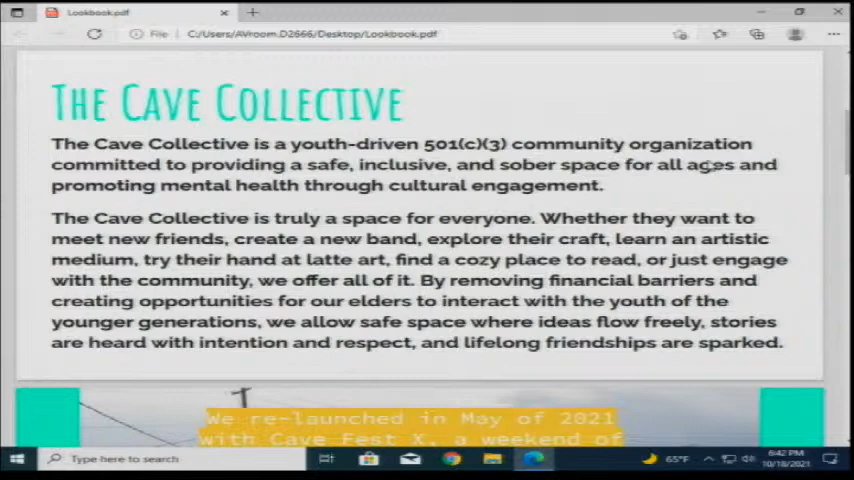 Lookbook.pdf
File
C:/Users/AVroom.D2666/Desktop/Lookbook.pdf
THE CAVE COLLECTIVE
The Cave Collective is a youth-driven 501(c)(3) community organization
committed to providing a safe, inclusive, and sober space for all ages and
promoting mental health through cultural engagement.
The Cave Collective is truly a space for everyone. Whether they want to
meet new friends, create a new band, explore their craft, learn an artistic
medium, try their hand at latte art, find a cozy place to read, or just engage
with the community, we offer all of it. By removing financial barriers and
creating opportunities for our elders to interact with the youth of the
younger generations, we allow safe space where ideas flow freely, stories
are heard with intention and respect, and lifelong friendships are sparked.
We re-launched in May of 2021
with Cave Fest X, a weekend of
Type here to search
65°F
6:42 PM
10/18/2021